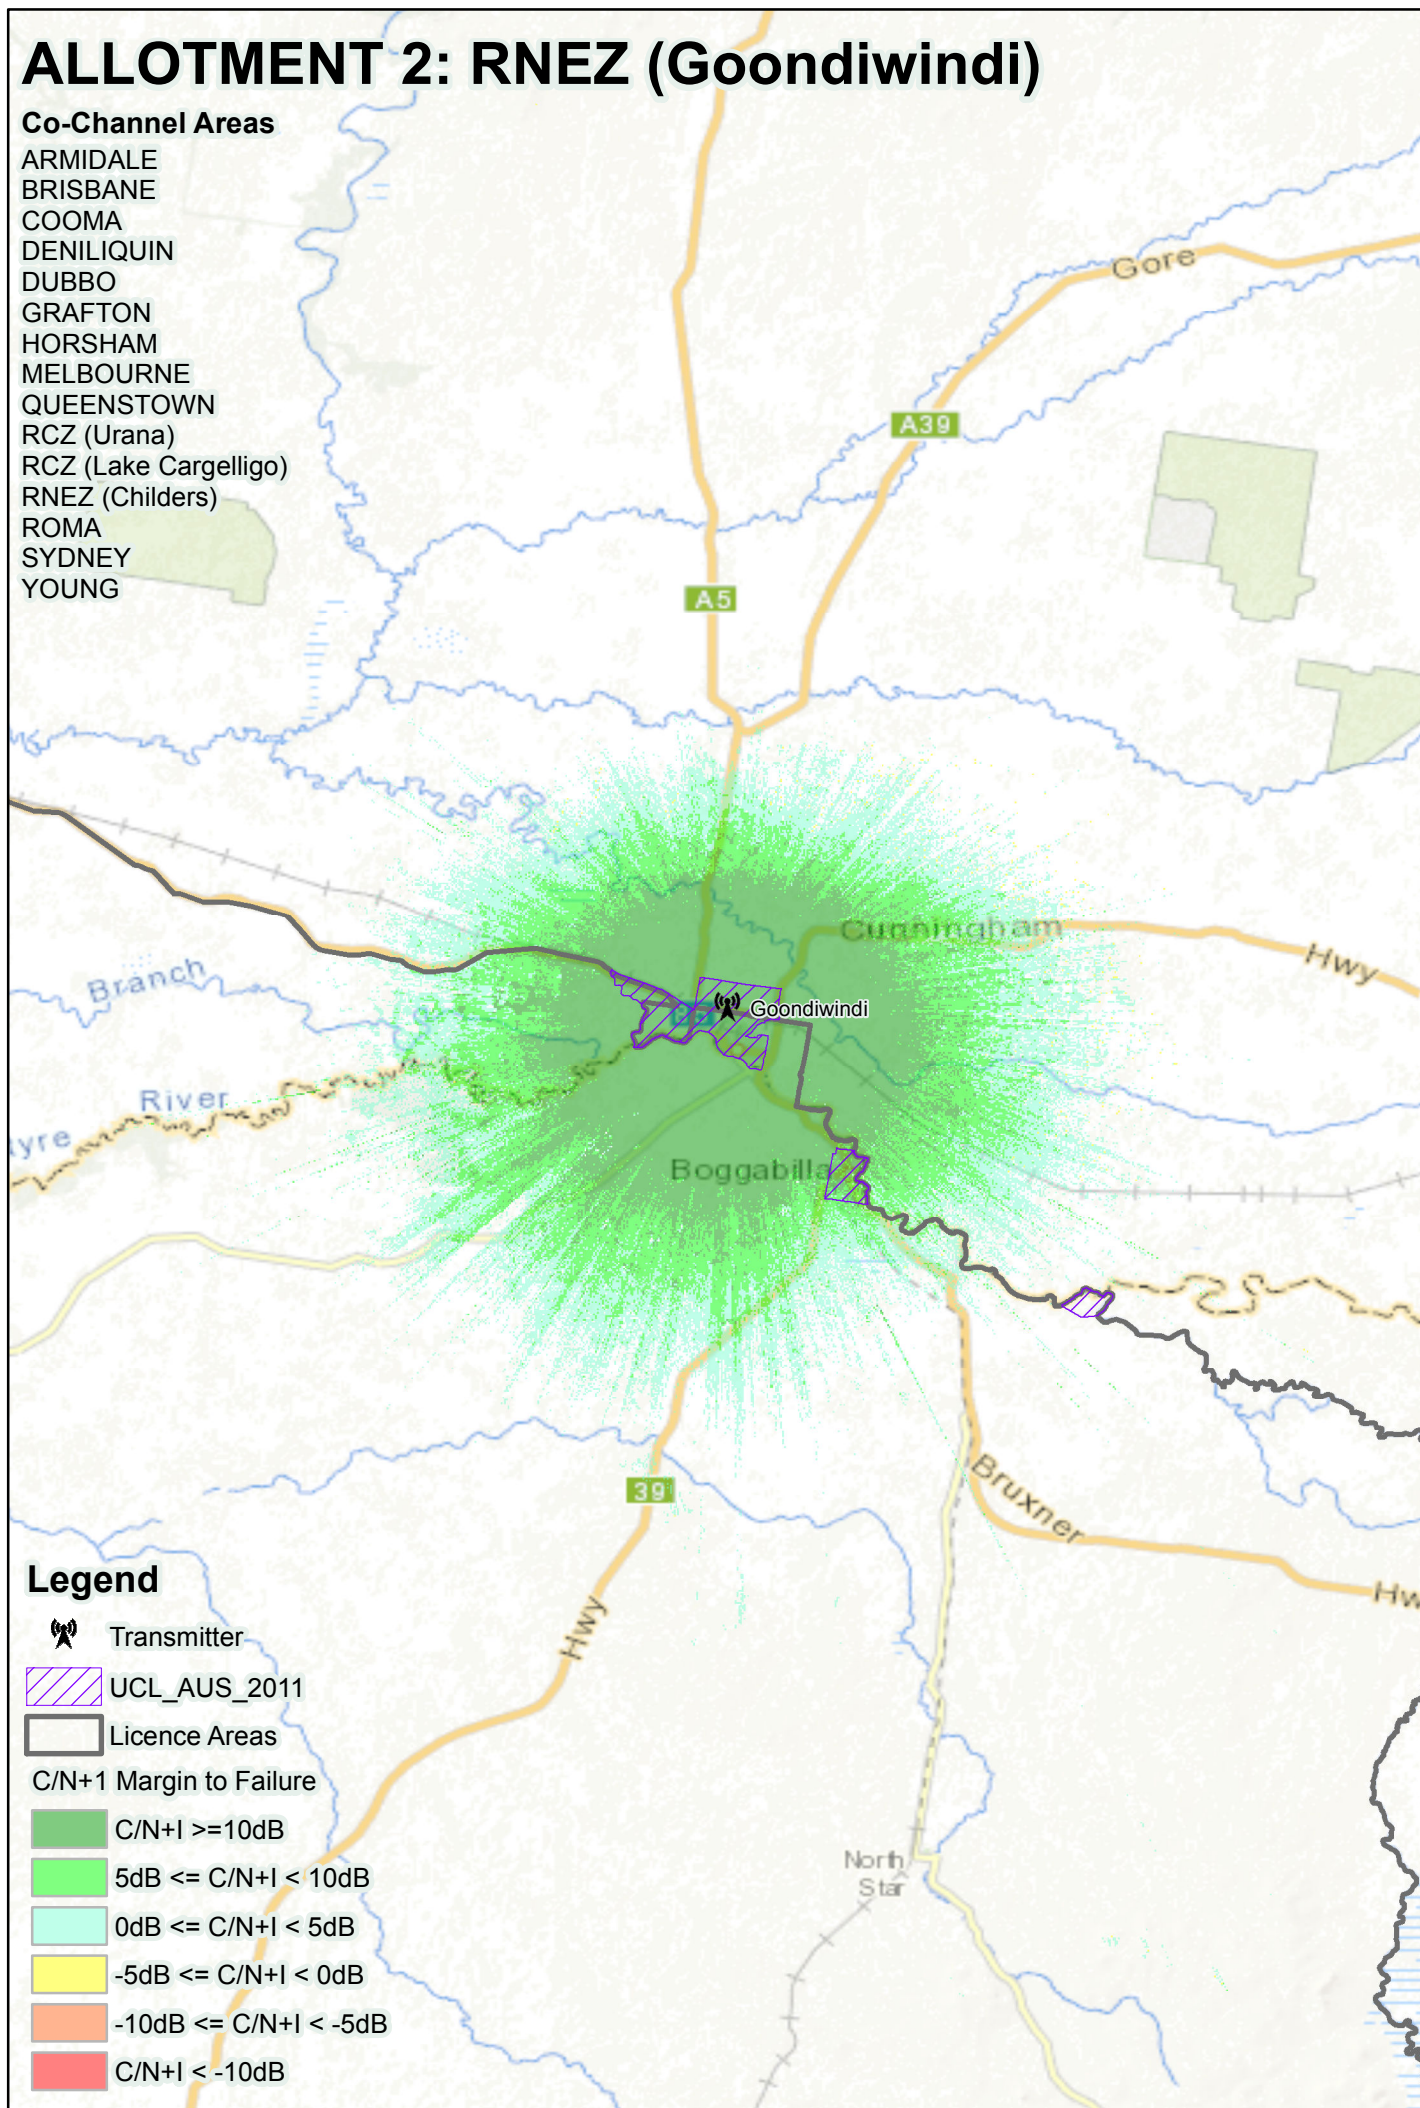 ALLOTMENT 2: RNEZ (Goondiwindi)
Co-Channel Areas
ARMIDALE
BRISBANE
COOMA
DENILIQUIN
DUBBO
GRAFTON
HORSHAM
MELBOURNE
QUEENSTOWN
RCZ (Urana)
RCZ (Lake Cargelligo)
RNEZ (Childers)
ROMA
SYDNEY
YOUNG
Gore
A39
A5
Cunningham
Hwy
Branch
Goondiwindi
River
yre
Boggabilla
39
Bruxner
Hwy
Hw
North
Star
Legend
Transmitter
UCL_AUS_2011
Licence Areas
C/N+1 Margin to Failure
C/N+I >=10dB
5dB <= C/N+I < 10dB
0dB <= C/N+I < 5dB
-5dB <= C/N+I < 0dB
-10dB <= C/N+I < -5dB
C/N+I < -10dB